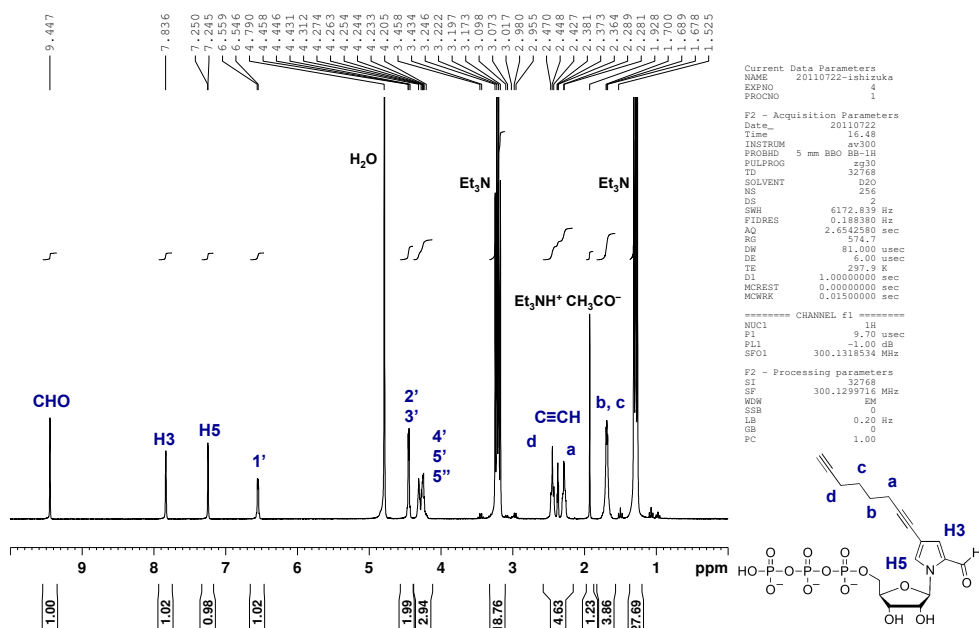 9.447
7.836
7.250
7.245
6.559
6.546
4.790
4.458
4.446
4.431
4.312
4.274
4.263
4.254
4.244
4.233
4.205
3.458
3.434
3.246
3.222
3.197
3.173
3.098
3.073
3.017
2.980
2.955
2.470
2.448
2.427
2.381
2.373
2.364
2.289
2.281
1.928
1.700
1.689
1.678
1.525
H₂O
Et₃N
Et₃N
Et₃NH⁺ CH₃CO⁻
CHO
H3
H5
1’
2’
3’
4’
5’
5’’
d
C≡CH
a
b, c
9 8 7 6 5 4 3 2 1 ppm
1.00
1.02
0.98
1.02
1.99
2.94
18.76
4.63
1.23
3.86
27.69
Current Data Parameters
NAME 20110722-ishizuka
EXPNO 4
PROCNO 1
F2 - Acquisition Parameters
Date_ 20110722
Time 16.48
INSTRUM av300
PROBHD 5 mm BBO BB-1H
PULPROG zg30
TD 32768
SOLVENT D2O
NS 256
DS 2
SWH 6172.839 Hz
FIDRES 0.188380 Hz
AQ 2.6542580 sec
RG 574.7
DW 81.000 usec
DE 6.00 usec
TE 297.9 K
D1 1.00000000 sec
MCREST 0.00000000 sec
MCWRK 0.01500000 sec
======== CHANNEL f1 ========
NUC1 1H
P1 9.70 usec
PL1 -1.00 dB
SFO1 300.1318534 MHz
F2 - Processing parameters
SI 32768
SF 300.1299716 MHz
WDW EM
SSB 0
LB 0.20 Hz
GB 0
PC 1.00
c
a
d
b
H3
H5
H
N
O
O O O
HO P O P O P O
O⁻ O⁻ O⁻
O
OH OH